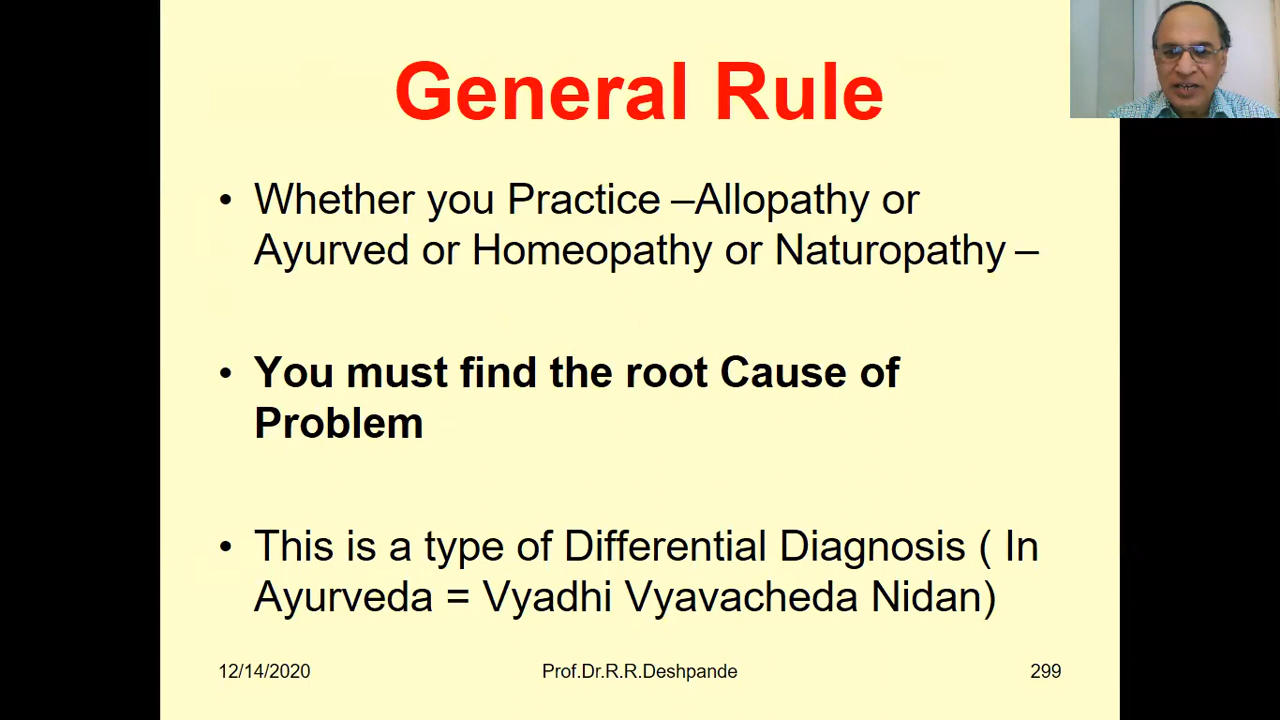 General Rule
• Whether you Practice –Allopathy or
Ayurved or Homeopathy or Naturopathy –
• You must find the root Cause of
Problem
• This is a type of Differential Diagnosis ( In
Ayurveda = Vyadhi Vyavacheda Nidan)
12/14/2020 Prof.Dr.R.R.Deshpande 299